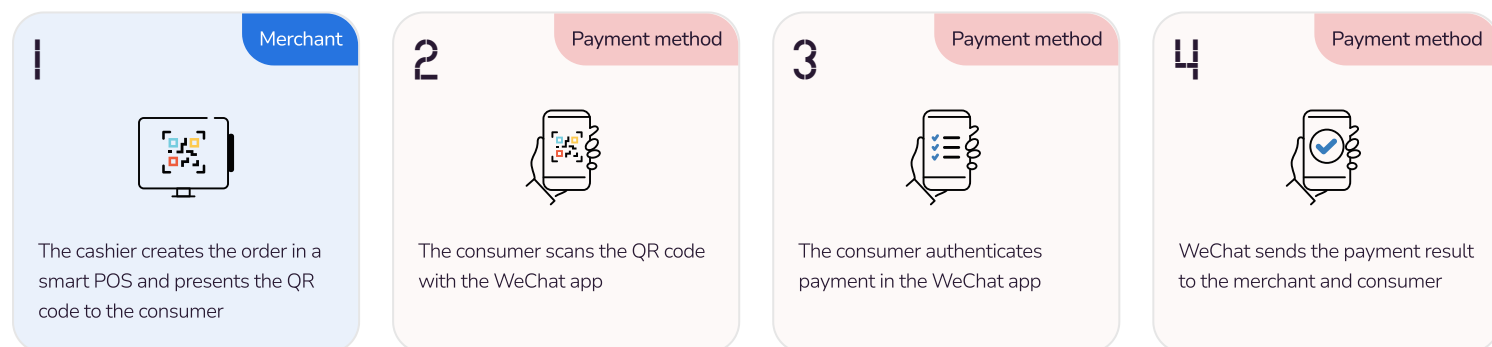 1
Merchant
The cashier creates the order in a
smart POS and presents the QR
code to the consumer
2
Payment method
The consumer scans the QR code
with the WeChat app
3
Payment method
The consumer authenticates
payment in the WeChat app
4
Payment method
WeChat sends the payment result
to the merchant and consumer